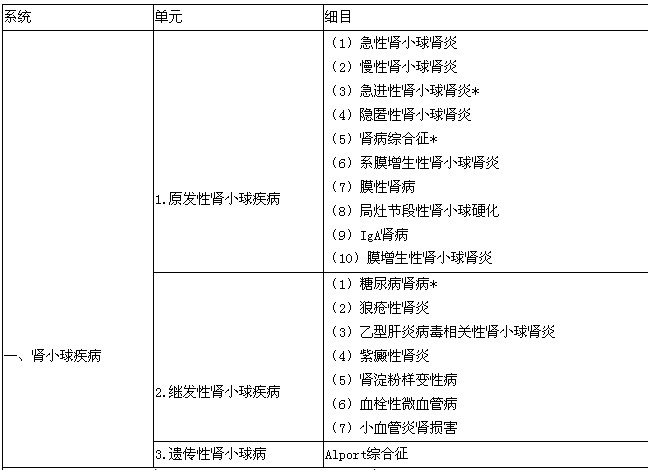 系统 单元 细目
(1) 急性肾小球肾炎
(2) 慢性肾小球肾炎
(3) 急进性肾小球肾炎*
(4) 隐匿性肾小球肾炎
(5) 肾病综合征*
(6) 系膜增生性肾小球肾炎
1.原发性肾小球疾病
(7) 膜性肾病
(8) 局灶节段性肾小球硬化
(9) IgA肾病
(10) 膜增生性肾小球肾炎
(1) 糖尿病肾病*
(2) 狼疮性肾炎
(3) 乙型肝炎病毒相关性肾小球肾炎
一、肾小球疾病
(4) 紫癜性肾炎
2.继发性肾小球疾病
(5) 肾淀粉样变性病
(6) 血栓性微血管病
(7) 小血管炎肾损害
3.遗传性肾小球病 Alport综合征